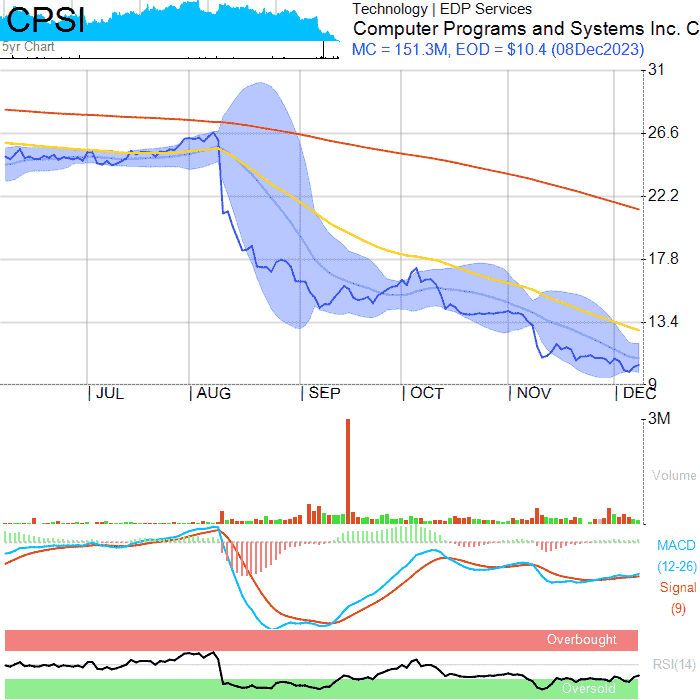 CPSI
5yr Chart
Technology | EDP Services
Computer Programs and Systems Inc. C
MC = 151.3M, EOD = $10.4 (08Dec2023)
31
26.6
22.2
17.8
13.4
9
| JUL | AUG | SEP | OCT | NOV | DEC
3M
Volume
MACD
(12-26)
Signal
(9)
Overbought
RSI(14)
Oversold